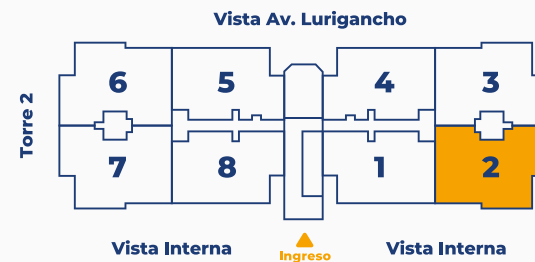 Vista Av. Lurigancho
Torre 2
6 5 4 3
7 8 1 2
Vista Interna Vista Interna
Ingreso